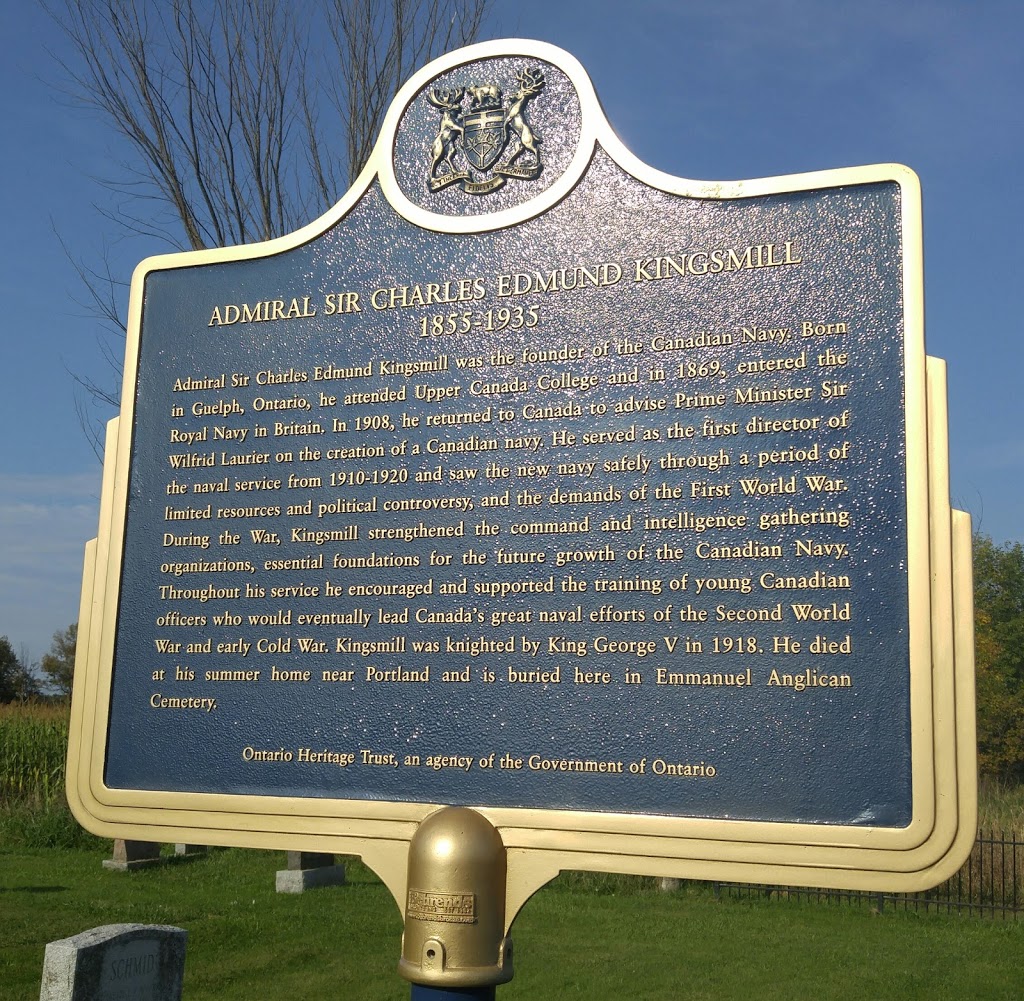 ADMIRAL SIR CHARLES EDMUND KINGSMILL
1855-1935
Admiral Sir Charles Edmund Kingsmill was the founder of the Canadian Navy. Born
in Guelph, Ontario, he attended Upper Canada College and in 1869, entered the
Royal Navy in Britain. In 1908, he returned to Canada to advise Prime Minister Sir
Wilfrid Laurier on the creation of a Canadian navy. He served as the first director of
the naval service from 1910-1920 and saw the new navy safely through a period of
limited resources and political controversy, and the demands of the First World War.
During the War, Kingsmill strengthened the command and intelligence gathering
organizations, essential foundations for the future growth of the Canadian Navy.
Throughout his service he encouraged and supported the training of young Canadian
officers who would eventually lead Canada's great naval efforts of the Second World
War and early Cold War. Kingsmill was knighted by King George V in 1918. He died
at his summer home near Portland and is buried here in Emmanuel Anglican
Cemetery.
Ontario Heritage Trust, an agency of the Government of Ontario
SCHMID